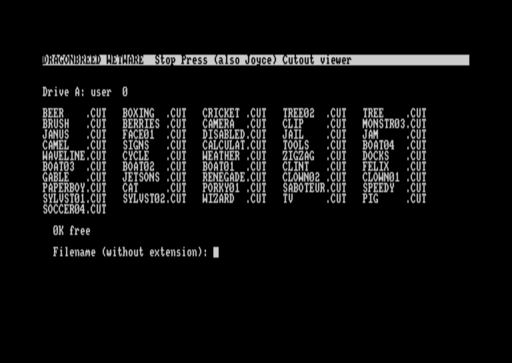 DRAGONBREED WETWARE  Stop Press (also Joyce) Cutout viewer
Drive A: user  0
BEER    .CUT  BOXING  .CUT  CRICKET .CUT  TREE02  .CUT  TREE    .CUT
BRUSH   .CUT  BERRIES .CUT  CAMERA  .CUT  CLIP    .CUT  MONSTR03.CUT
JANUS   .CUT  FACE01  .CUT  DISABLED.CUT  JAIL    .CUT  JAM     .CUT
CAMEL   .CUT  SIGNS   .CUT  CALCULAT.CUT  TOOLS   .CUT  BOAT04  .CUT
WAVELINE.CUT  CYCLE   .CUT  WEATHER .CUT  ZIGZAG  .CUT  DOCKS   .CUT
BOAT03  .CUT  BOAT02  .CUT  BOAT01  .CUT  CLINT   .CUT  FELIX   .CUT
GABLE   .CUT  JETSONS .CUT  RENEGADE.CUT  CLOWN02 .CUT  CLOWN01 .CUT
PAPERBOY.CUT  CAT     .CUT  PORKY01 .CUT  SABOTEUR.CUT  SPEEDY  .CUT
SYLVST01.CUT  SYLVST02.CUT  WIZARD  .CUT  TV      .CUT  PIG     .CUT
SOCCER04.CUT
0K free
Filename (without extension):